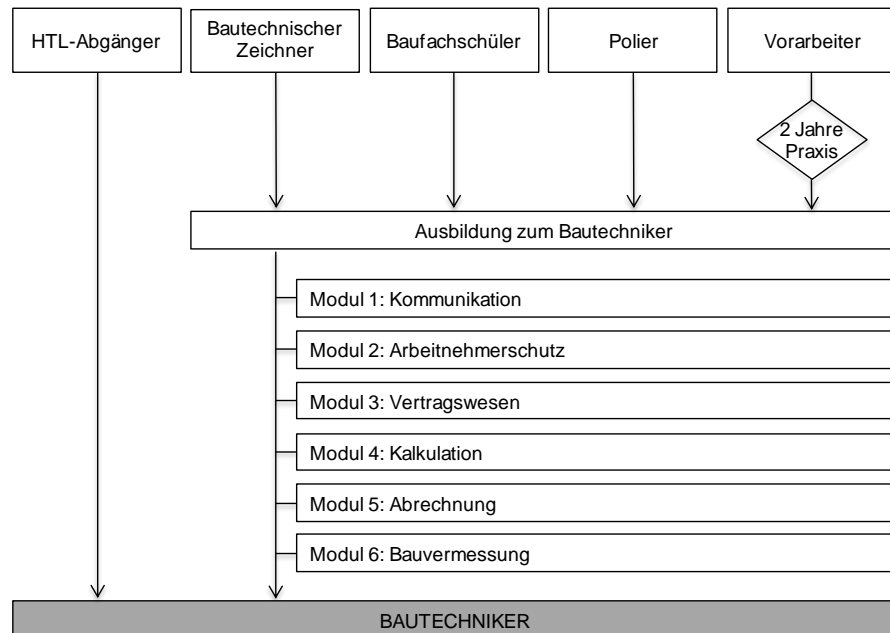 HTL-Abgänger
Bautechnischer
Zeichner
Baufachschüler
Polier
Vorarbeiter
2 Jahre
Praxis
Ausbildung zum Bautechniker
Modul 1: Kommunikation
Modul 2: Arbeitnehmerschutz
Modul 3: Vertragswesen
Modul 4: Kalkulation
Modul 5: Abrechnung
Modul 6: Bauvermessung
BAUTECHNIKER